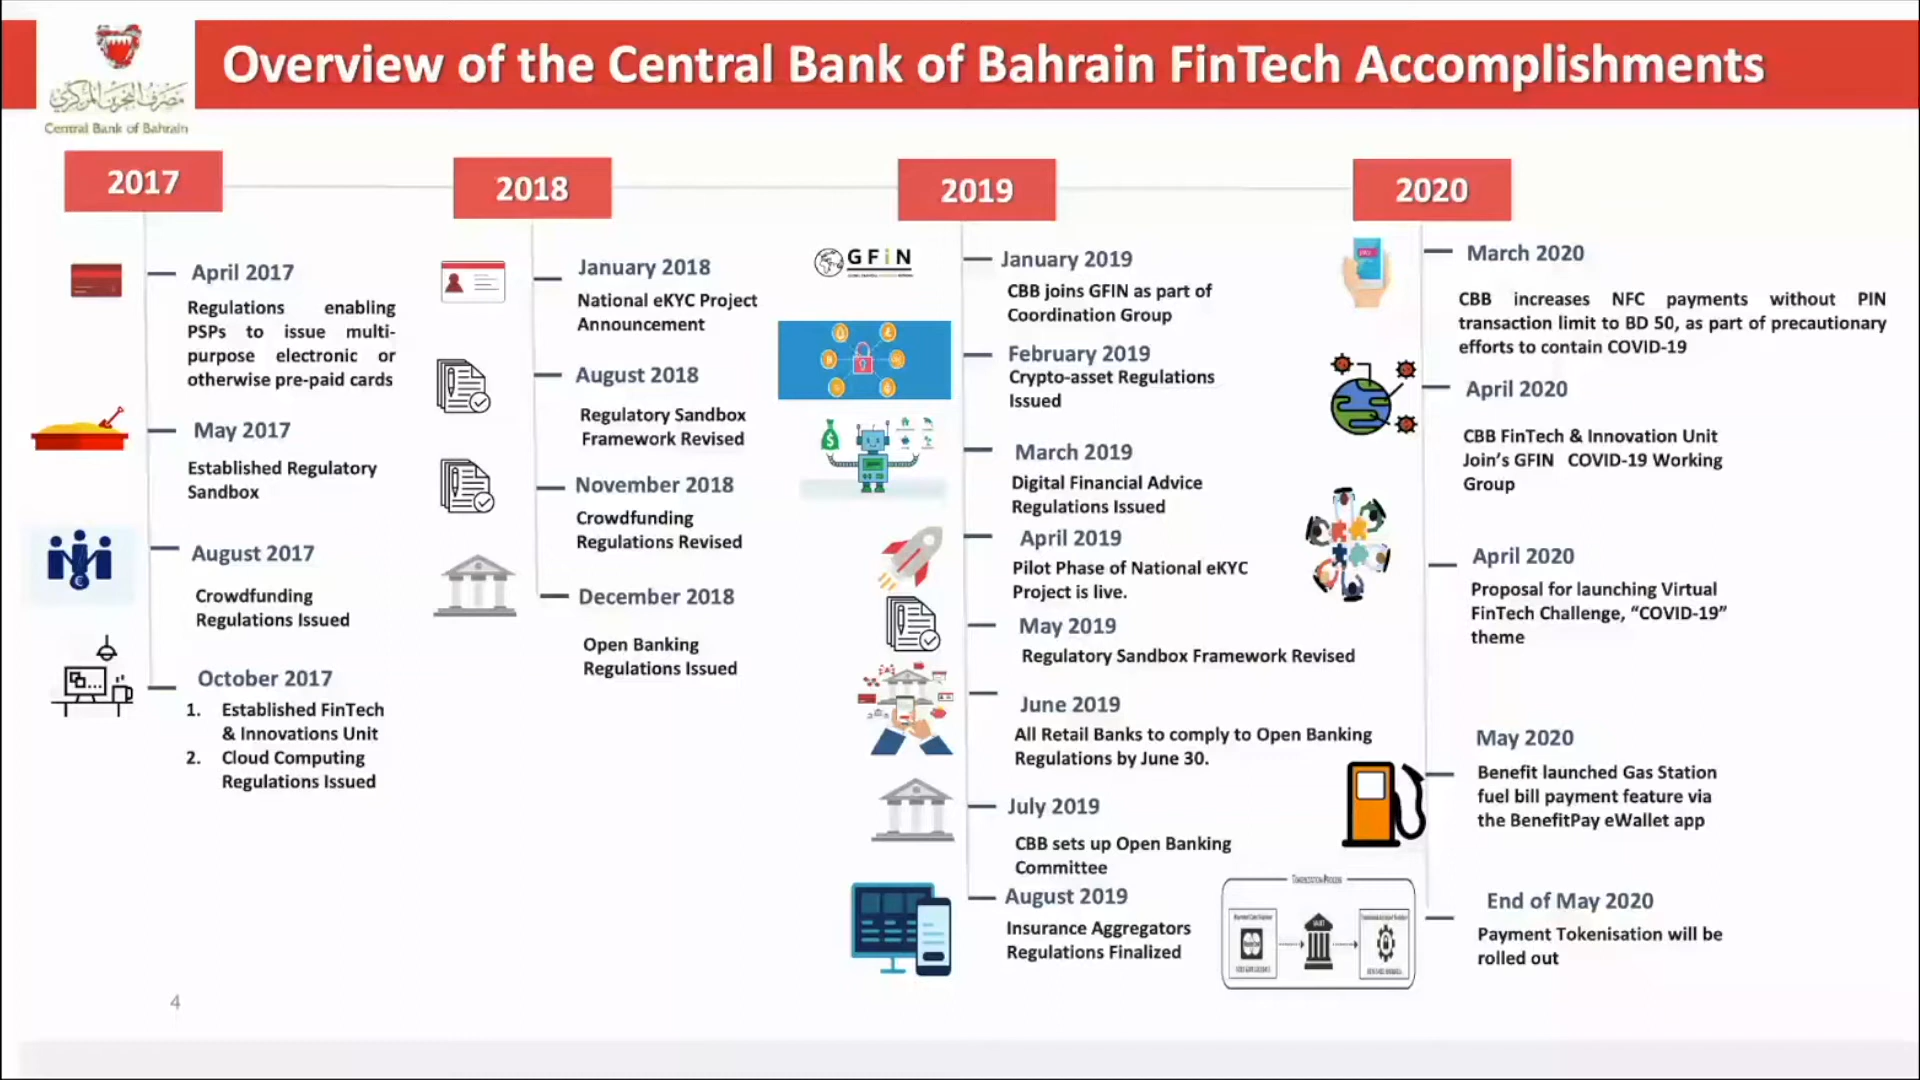 Overview of the Central Bank of Bahrain FinTech Accomplishments
مصرف البحرين المركزي
Central Bank of Bahrain
2017
April 2017
Regulations enabling
PSPs to issue multi-
purpose electronic or
otherwise pre-paid cards
May 2017
Established Regulatory
Sandbox
August 2017
Crowdfunding
Regulations Issued
October 2017
1. Established FinTech
& Innovations Unit
2. Cloud Computing
Regulations Issued
2018
January 2018
National eKYC Project
Announcement
August 2018
Regulatory Sandbox
Framework Revised
November 2018
Crowdfunding
Regulations Revised
December 2018
Open Banking
Regulations Issued
2019
GFiN
January 2019
CBB joins GFIN as part of
Coordination Group
February 2019
Crypto-asset Regulations
Issued
March 2019
Digital Financial Advice
Regulations Issued
April 2019
Pilot Phase of National eKYC
Project is live.
May 2019
Regulatory Sandbox Framework Revised
June 2019
All Retail Banks to comply to Open Banking
Regulations by June 30.
July 2019
CBB sets up Open Banking
Committee
August 2019
Insurance Aggregators
Regulations Finalized
2020
March 2020
CBB increases NFC payments without PIN
transaction limit to BD 50, as part of precautionary
efforts to contain COVID-19
April 2020
CBB FinTech & Innovation Unit
Join's GFIN COVID-19 Working
Group
April 2020
Proposal for launching Virtual
FinTech Challenge, “COVID-19”
theme
May 2020
Benefit launched Gas Station
fuel bill payment feature via
the BenefitPay eWallet app
End of May 2020
Payment Tokenisation will be
rolled out
4